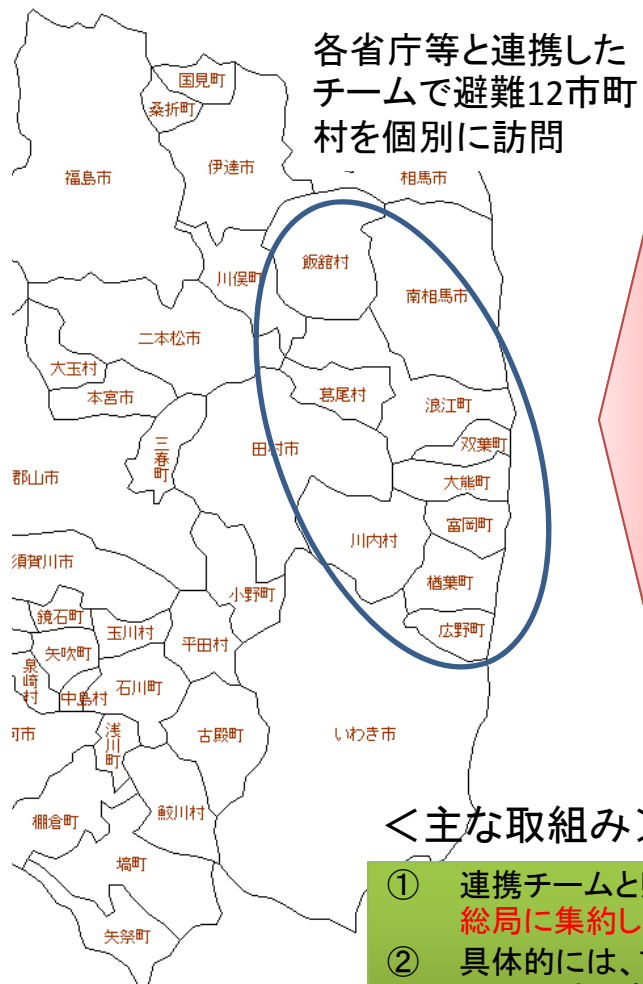 各省庁等と連携した
チームで避難12市町
村を個別に訪問
国見町
桑折町
伊達市
福島市
相馬市
飯舘村
川俣町
南相馬市
二本松市
大玉村
本宮市
葛尾村
浪江町
三春町
田村市
双葉町
大熊町
郡山市
富岡町
川内村
須賀川市
楢葉町
小野町
鏡石町
玉川村
広野町
平田村
矢吹町
泉崎村
中島村
石川町
浅川町
古殿町
いわき市
河市
棚倉町
鮫川村
塙町
矢祭町
<主な取組み>
① 連携チームと
総局に集約し
② 具体的には、